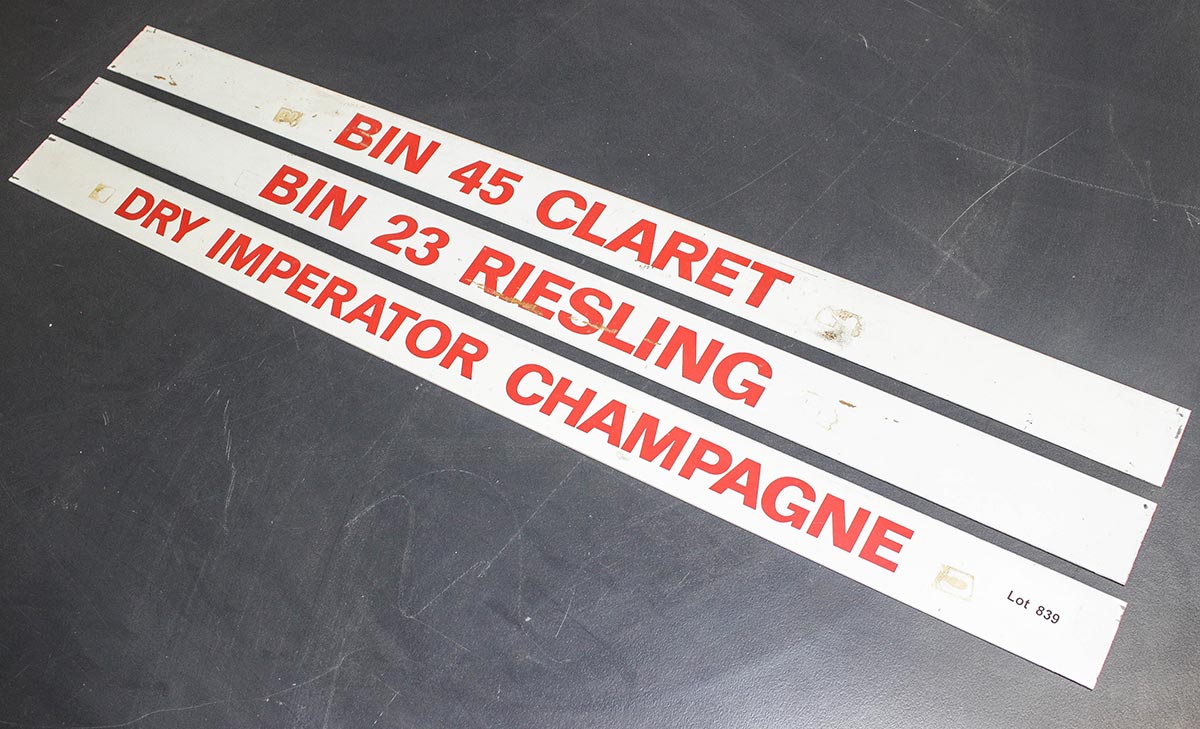 BIN 45 CLARET
BIN 23 RIESLING
DRY IMPERATOR CHAMPAGNE
Lot 839